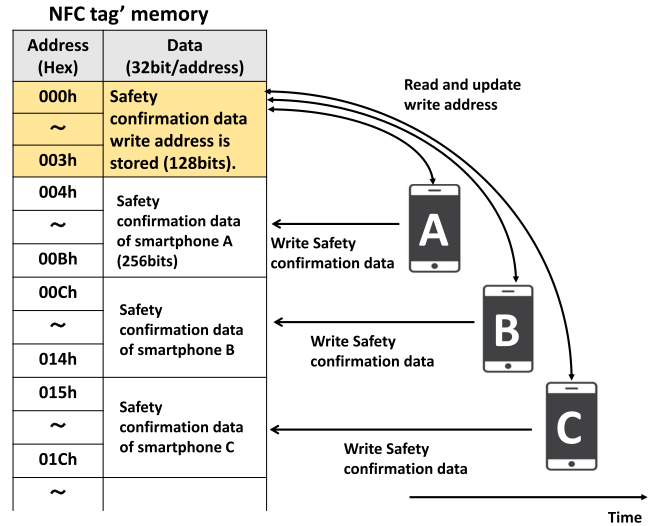 NFC tag' memory
Address
(Hex)
Data
(32bit/address)
000h
~
003h
Safety
confirmation data
write address is
stored (128bits).
004h
~
00Bh
Safety
confirmation data
of smartphone A
(256bits)
00Ch
~
014h
Safety
confirmation data
of smartphone B
015h
~
01Ch
Safety
confirmation data
of smartphone C
~
Read and update
write address
A
Write Safety
confirmation data
B
Write Safety
confirmation data
C
Write Safety
confirmation data
Time